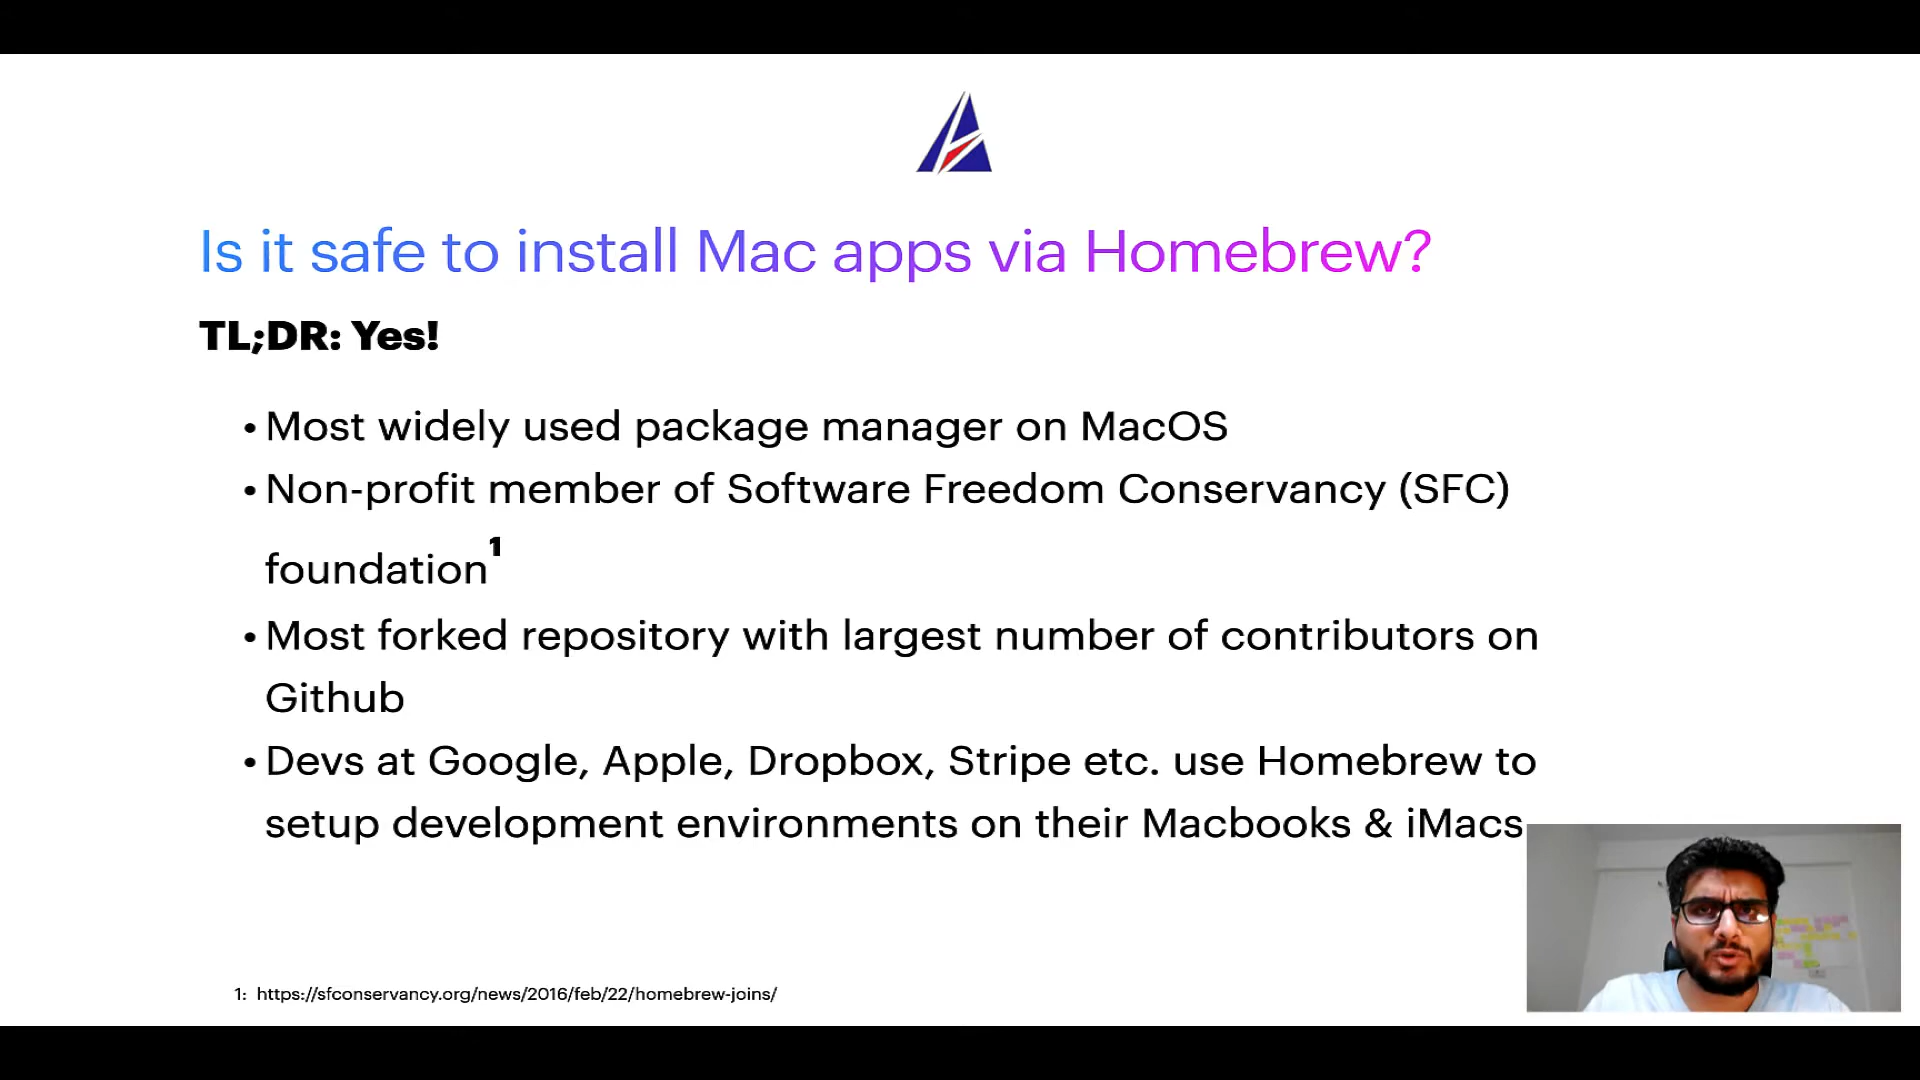 Is it safe to install Mac apps via Homebrew?
TL;DR: Yes!
• Most widely used package manager on MacOS
• Non-profit member of Software Freedom Conservancy (SFC)
foundation¹
• Most forked repository with largest number of contributors on
Github
• Devs at Google, Apple, Dropbox, Stripe etc. use Homebrew to
setup development environments on their Macbooks & iMacs
1: https://sfconservancy.org/news/2016/feb/22/homebrew-joins/